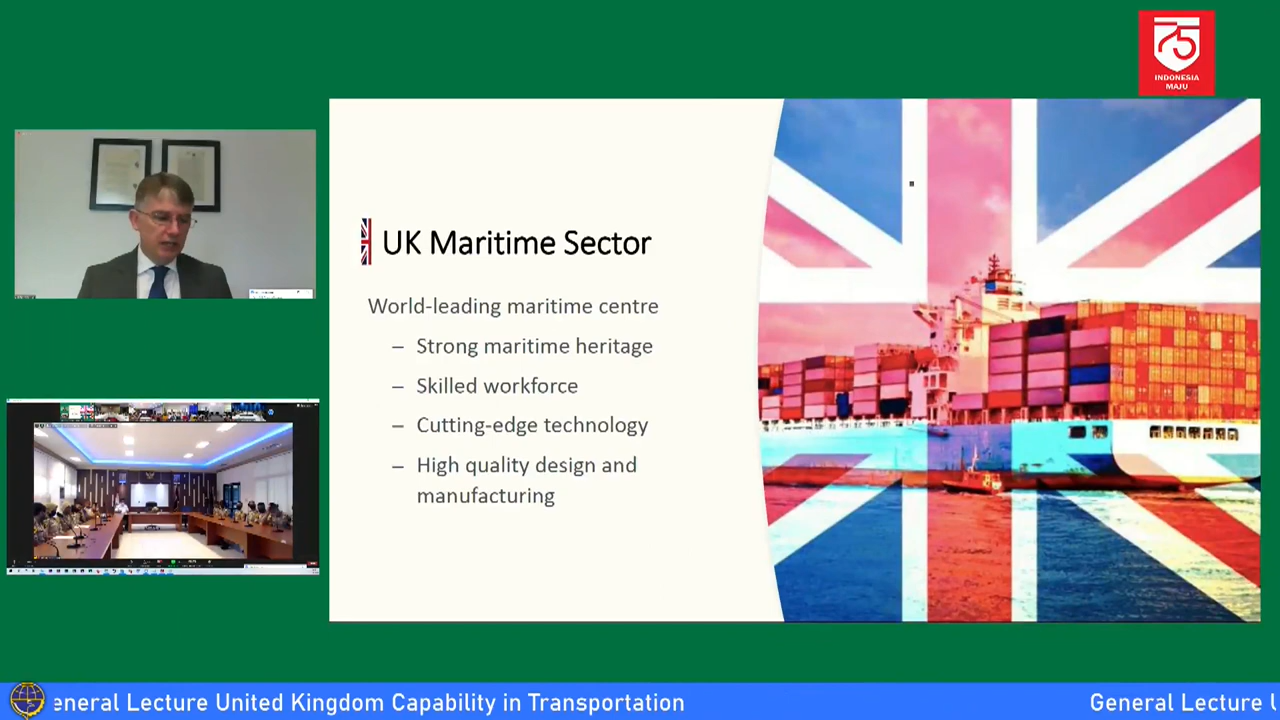 75
INDONESIA
MAJU
UK Maritime Sector
World-leading maritime centre
– Strong maritime heritage
– Skilled workforce
– Cutting-edge technology
– High quality design and
manufacturing
eneral Lecture United Kingdom Capability in Transportation
General Lecture U